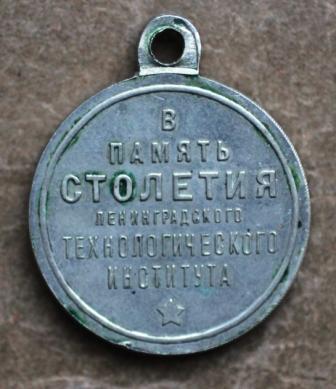 В
ПАМЯТЬ
СТОЛЕТИЯ
ЛЕНИНГРАДСКОГО
ТЕХНОЛОГИЧЕСКОГО
ИНСТИТУТА